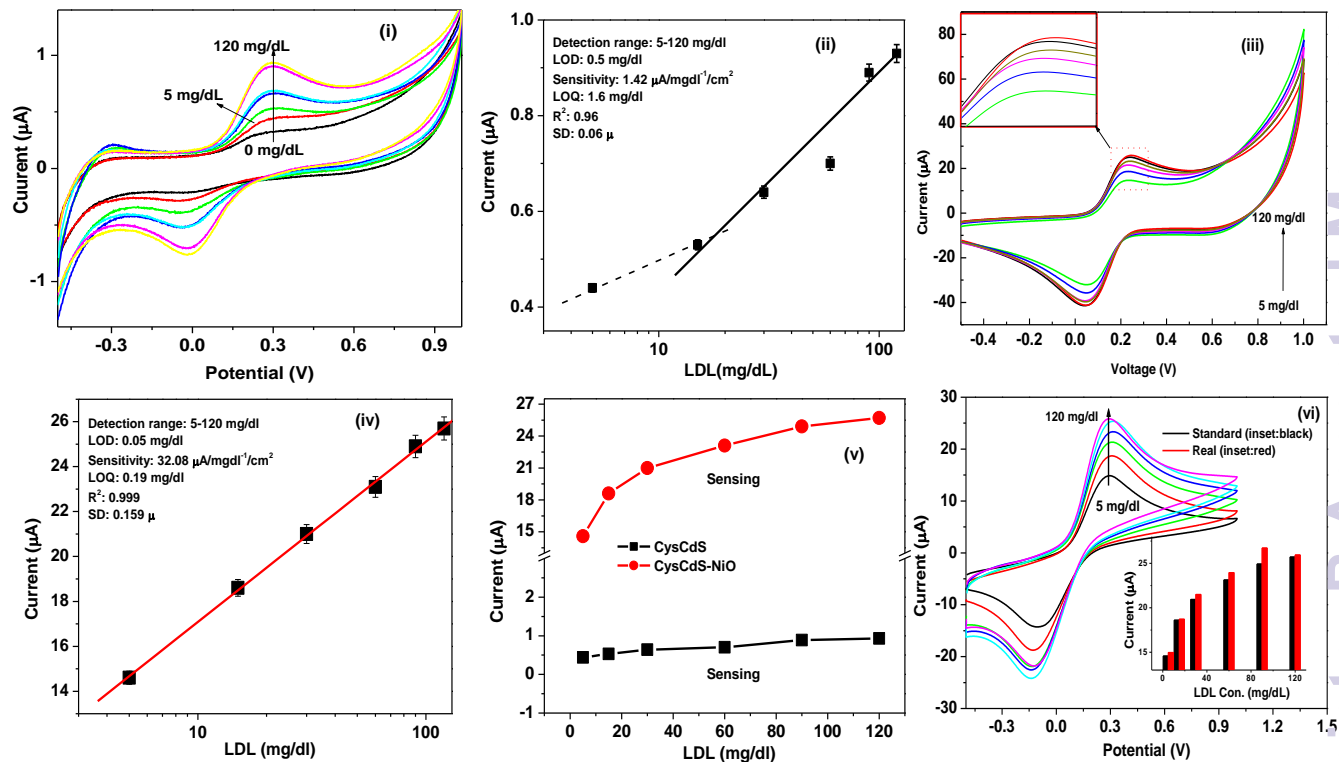 (i)
120 mg/dL
5 mg/dL
0 mg/dL
1
0
-1
Cuurent (µA)
-0.3 0.0 0.3 0.6 0.9
Potential (V)
(ii)
Detection range: 5-120 mg/dl
LOD: 0.5 mg/dl
Sensitivity: 1.42 µA/mgdl⁻¹/cm²
LOQ: 1.6 mg/dl
R²: 0.96
SD: 0.06 µ
1.0
0.8
0.6
0.4
Current (µA)
10 100
LDL(mg/dL)
(iii)
80
60
40
20
0
-20
-40
Current (µA)
120 mg/dl
5 mg/dl
-0.4 -0.2 0.0 0.2 0.4 0.6 0.8 1.0
Voltage (V)
(iv)
Detection range: 5-120 mg/dl
LOD: 0.05 mg/dl
Sensitivity: 32.08 µA/mgdl⁻¹/cm²
LOQ: 0.19 mg/dl
R²: 0.999
SD: 0.159 µ
26
24
22
20
18
16
14
Current (µA)
10 100
LDL (mg/dl)
(v)
27
24
21
18
15
2
1
0
-1
Current (µA)
Sensing
CysCdS
CysCdS-NiO
Sensing
0 20 40 60 80 100 120
LDL (mg/dl)
(vi)
30
25
20
15
10
5
0
-5
-10
-15
-20
-25
-30
Current (µA)
120 mg/dl
5 mg/dl
Standard (inset:black)
Real (inset:red)
28
24
19
15
Current (µA)
0 40 80 120
LDL Con. (mg/dL)
-0.3 0.0 0.3 0.6 0.9 1.2 1.5
Potential (V)